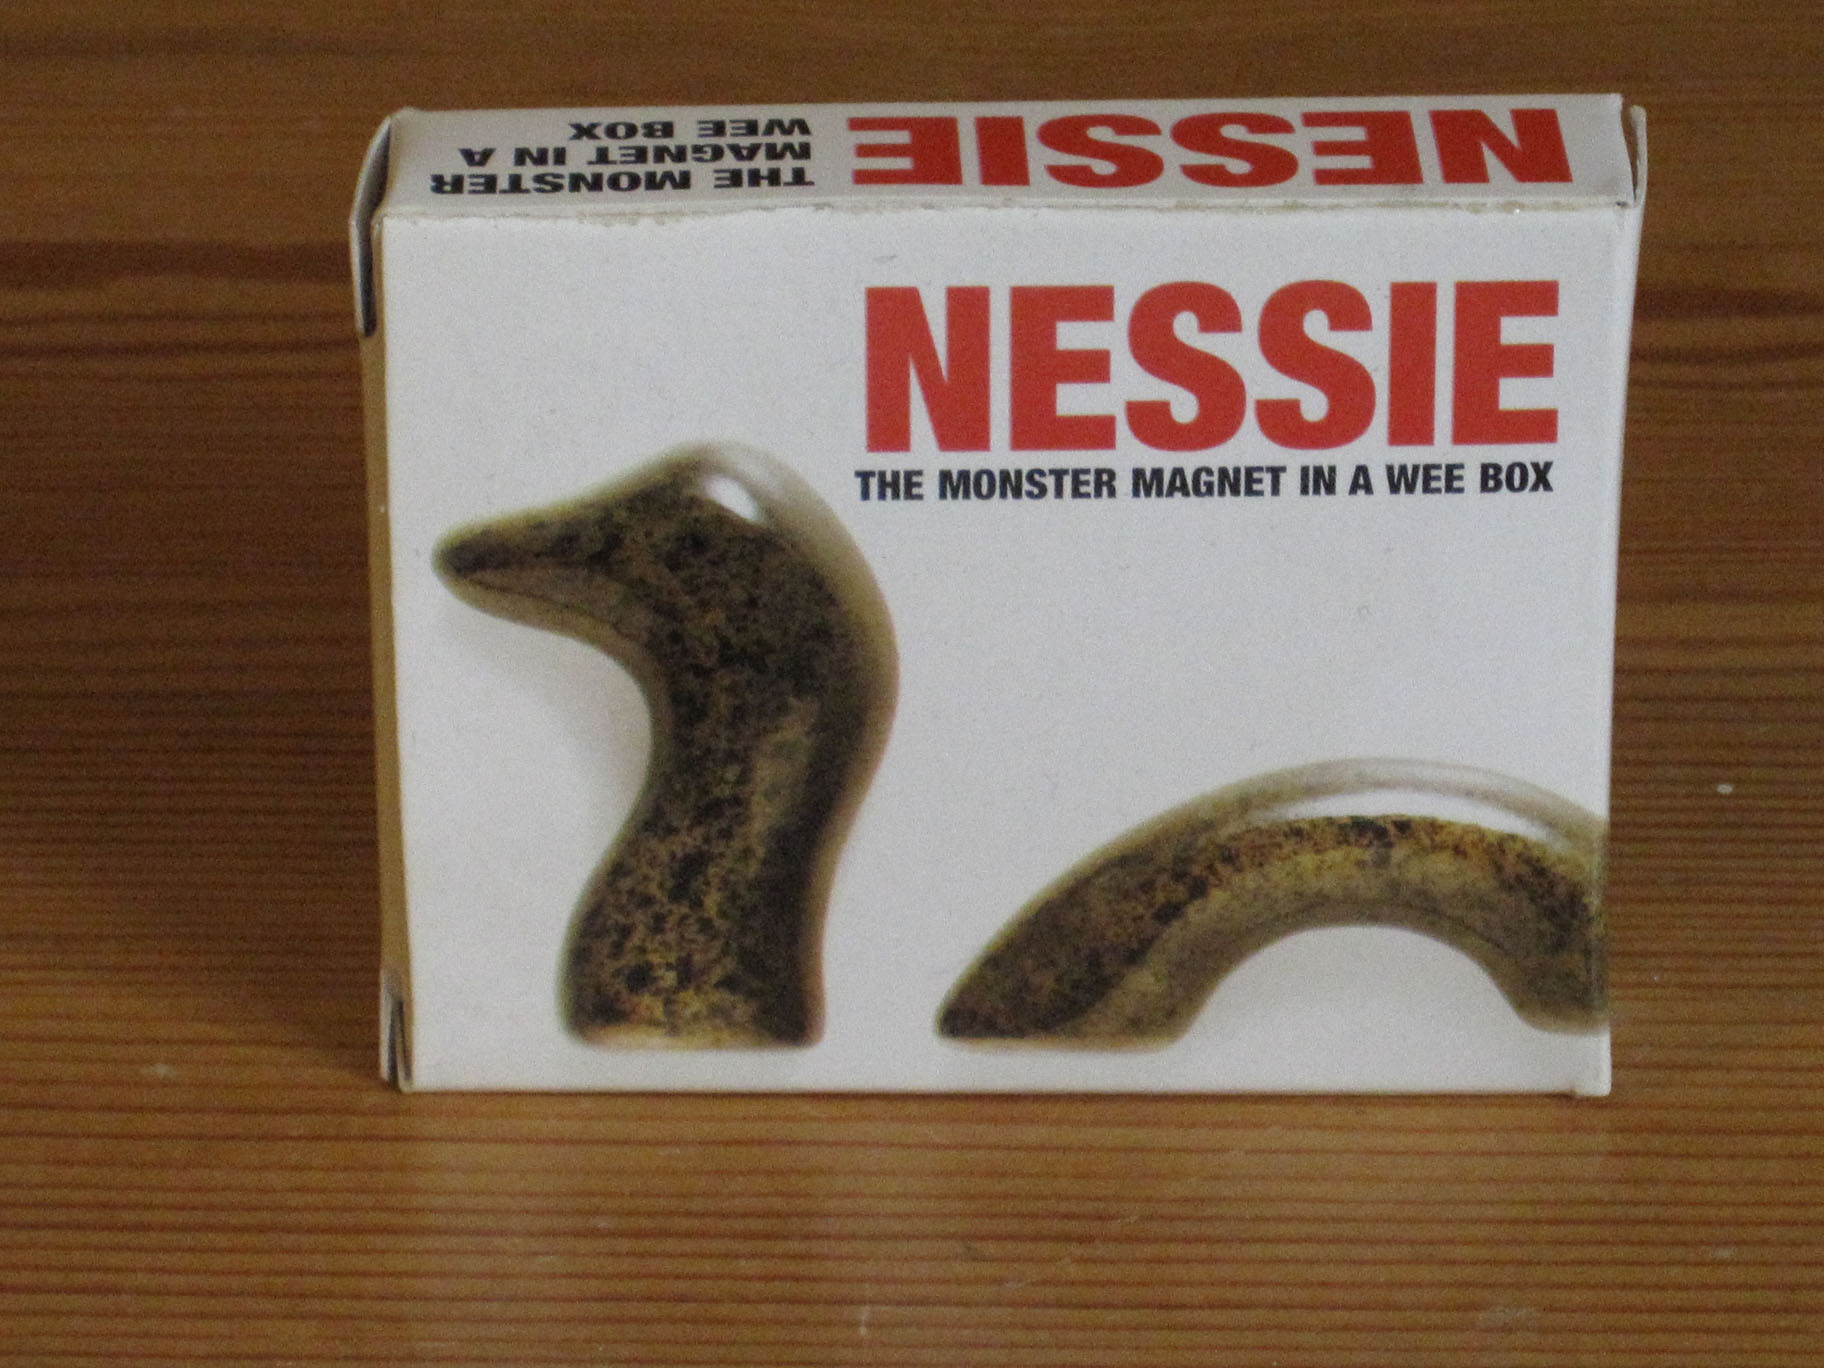 NESSIE
THE MONSTER
MAGNET IN A
WEE BOX
NESSIE
THE MONSTER MAGNET IN A WEE BOX